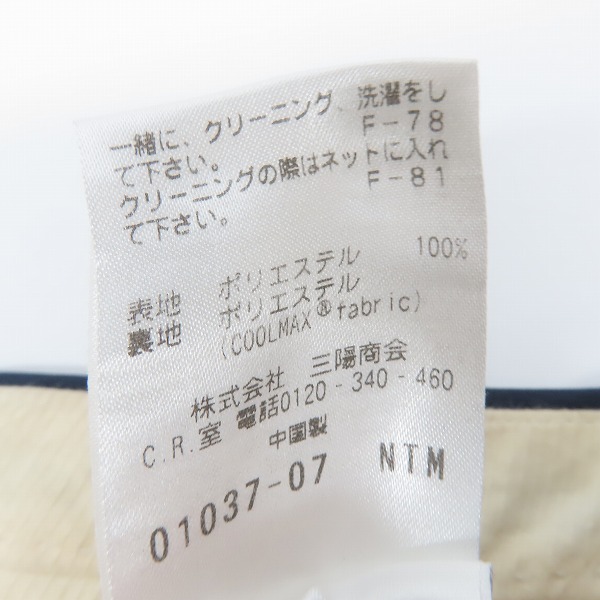 一緒に、クリーニング、洗濯をし
て下さい。 F-78
クリーニングの際はネットに入れ
て下さい。 F-81
表地 ポリエステル 100%
裏地 ポリエステル
(COOLMAX®fabric)
株式会社 三陽商会
C.R.室 電話0120-340-460
中国製
01037-07 NTM